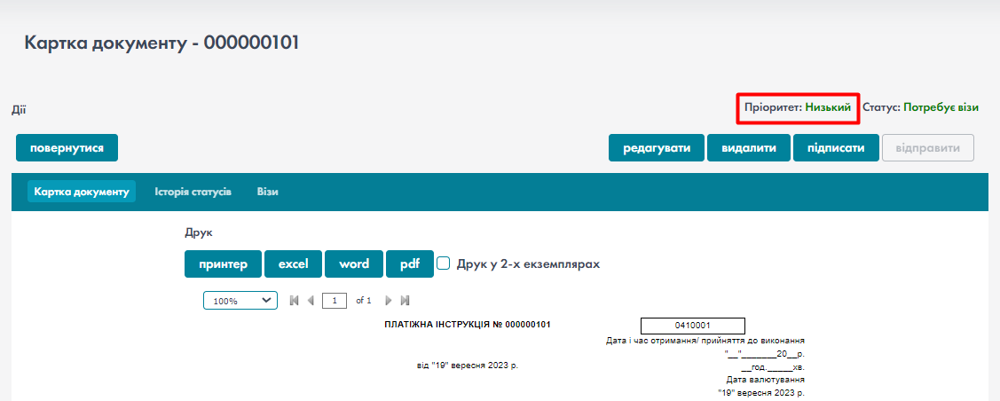 Картка документу - 000000101
Дії
Пріоритет: Низький Статус: Потребує візи
повернутися редагувати видалити підписати відправити
Картка документу Історія статусів Візи
Друк
принтер excel word pdf Друк у 2-х екземплярах
100% 1 of 1
ПЛАТІЖНА ІНСТРУКЦІЯ № 000000101 0410001
Дата і час отримання/ прийняття до виконання
"__"_______20__р.
від "19" вересня 2023 р. __год._____хв.
Дата валютування
"19" вересня 2023 р.